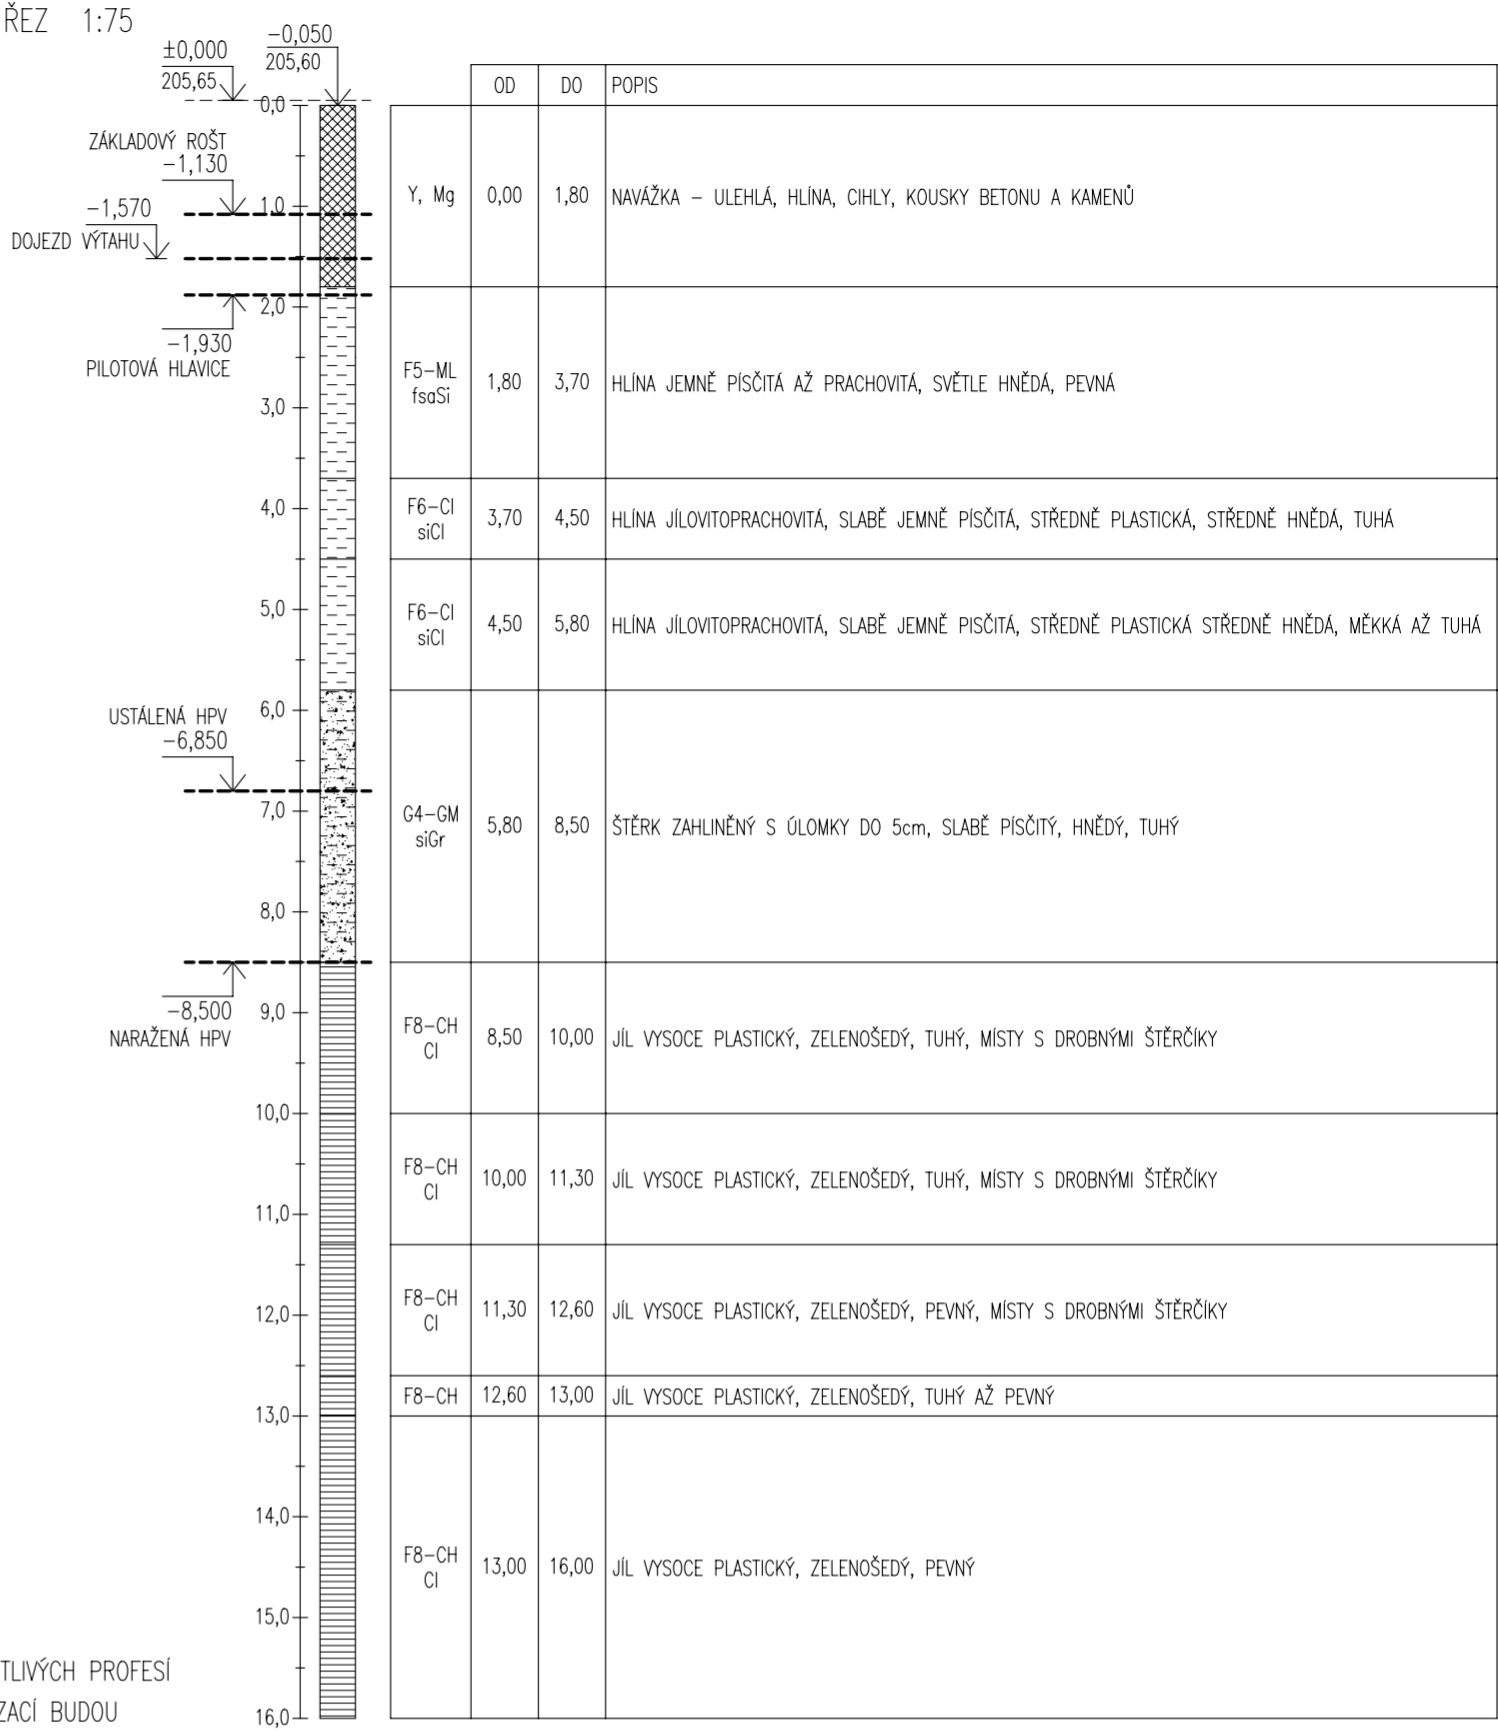 ŘEZ 1:75
-0,050
205,60
±0,000
205,65
0,0
ZÁKLADOVÝ ROŠT
-1,130
1,0
-1,570
DOJEZD VÝTAHU
2,0
-1,930
PILOTOVÁ HLAVICE
3,0
4,0
5,0
6,0
USTÁLENÁ HPV
-6,850
7,0
8,0
-8,500
NARAŽENÁ HPV
9,0
10,0
11,0
12,0
13,0
14,0
15,0
16,0
OD DO POPIS
Y, Mg 0,00 1,80 NAVÁŽKA – ULEHLÁ, HLÍNA, CIHLY, KOUSKY BETONU A KAMENŮ
F5-ML
fsaSi
1,80 3,70 HLÍNA JEMNĚ PÍSČITÁ AŽ PRACHOVITÁ, SVĚTLE HNĚDÁ, PEVNÁ
F6-CI
siCl
3,70 4,50 HLÍNA JÍLOVITOPRACHOVITÁ, SLABĚ JEMNĚ PÍSČITÁ, STŘEDNĚ PLASTICKÁ, STŘEDNĚ HNĚDÁ, TUHÁ
F6-CI
siCl
4,50 5,80 HLÍNA JÍLOVITOPRACHOVITÁ, SLABĚ JEMNĚ PISČITÁ, STŘEDNĚ PLASTICKÁ STŘEDNĚ HNĚDÁ, MĚKKÁ AŽ TUHÁ
G4-GM
siGr
5,80 8,50 ŠTĚRK ZAHLINĚNÝ S ÚLOMKY DO 5cm, SLABĚ PÍSČITÝ, HNĚDÝ, TUHÝ
F8-CH
Cl
8,50 10,00 JÍL VYSOCE PLASTICKÝ, ZELENOŠEDÝ, TUHÝ, MÍSTY S DROBNÝMI ŠTĚRČÍKY
F8-CH
Cl
10,00 11,30 JÍL VYSOCE PLASTICKÝ, ZELENOŠEDÝ, TUHÝ, MÍSTY S DROBNÝMI ŠTĚRČÍKY
F8-CH
Cl
11,30 12,60 JÍL VYSOCE PLASTICKÝ, ZELENOŠEDÝ, PEVNÝ, MÍSTY S DROBNÝMI ŠTĚRČÍKY
F8-CH 12,60 13,00 JÍL VYSOCE PLASTICKÝ, ZELENOŠEDÝ, TUHÝ AŽ PEVNÝ
F8-CH
Cl
13,00 16,00 JÍL VYSOCE PLASTICKÝ, ZELENOŠEDÝ, PEVNÝ
TLIVÝCH PROFESÍ
ZACÍ BUDOU